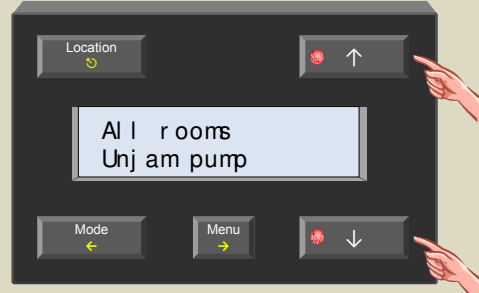 Location
↑
All rooms
Unjam pump
Mode
←
Menu
→
↓